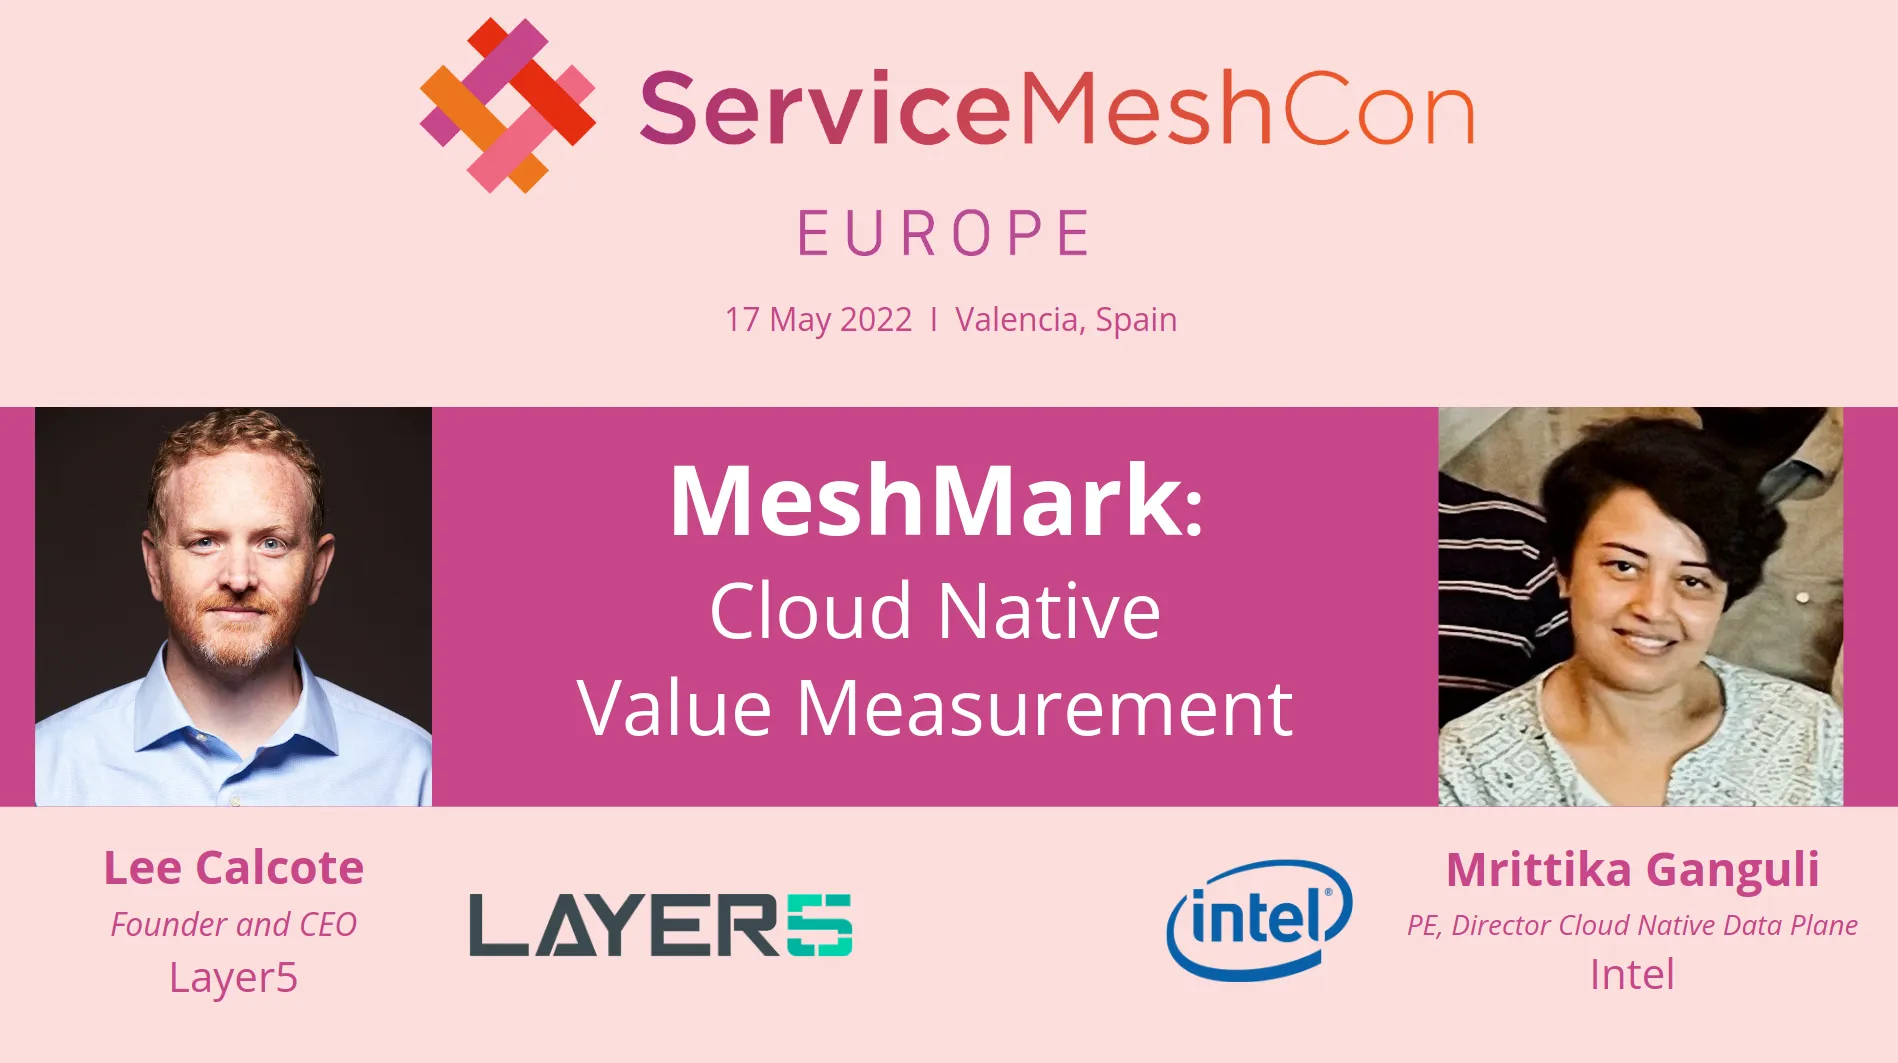 ServiceMeshCon
EUROPE
17 May 2022 | Valencia, Spain
MeshMark:
Cloud Native
Value Measurement
Lee Calcote
Founder and CEO
Layer5
LAYER5
intel®
Mrittika Ganguli
PE, Director Cloud Native Data Plane
Intel